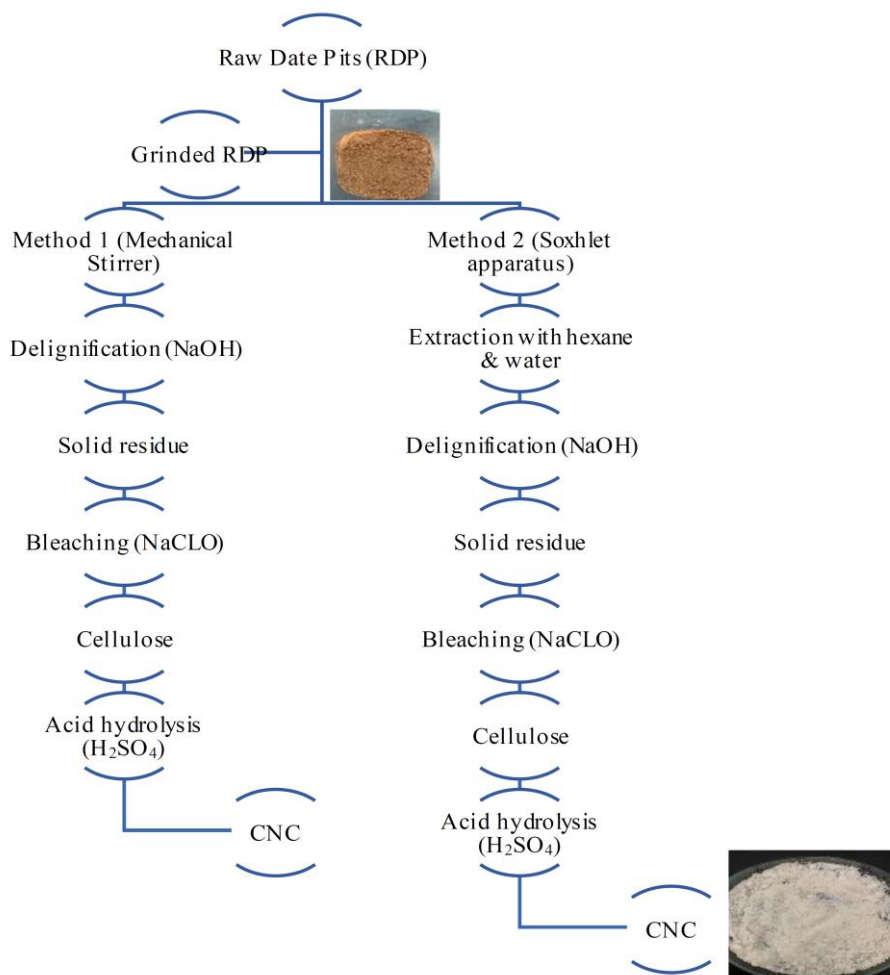 Raw Date Pits (RDP)
Grinded RDP
Method 1 (Mechanical
Stirrer)
Delignification (NaOH)
Solid residue
Bleaching (NaCLO)
Cellulose
Acid hydrolysis
(H₂SO₄)
CNC
Method 2 (Soxhlet
apparatus)
Extraction with hexane
& water
Delignification (NaOH)
Solid residue
Bleaching (NaCLO)
Cellulose
Acid hydrolysis
(H₂SO₄)
CNC